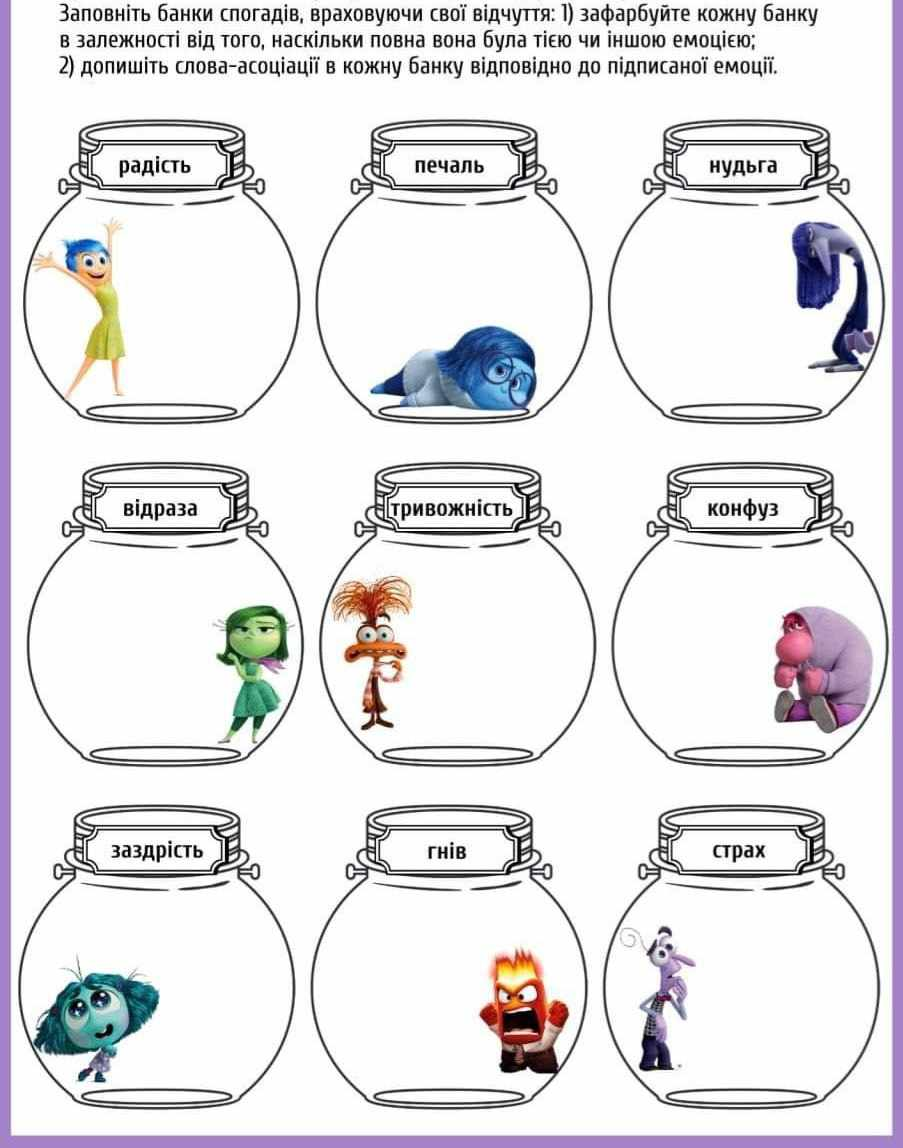 Заповніть банки спогадів, враховуючи свої відчуття: 1) зафарбуйте кожну банку
в залежності від того, наскільки повна вона була тією чи іншою емоцією;
2) допишіть слова-асоціації в кожну банку відповідно до підписаної емоції.
радість
печаль
нудьга
відраза
тривожність
конфуз
заздрість
гнів
страх